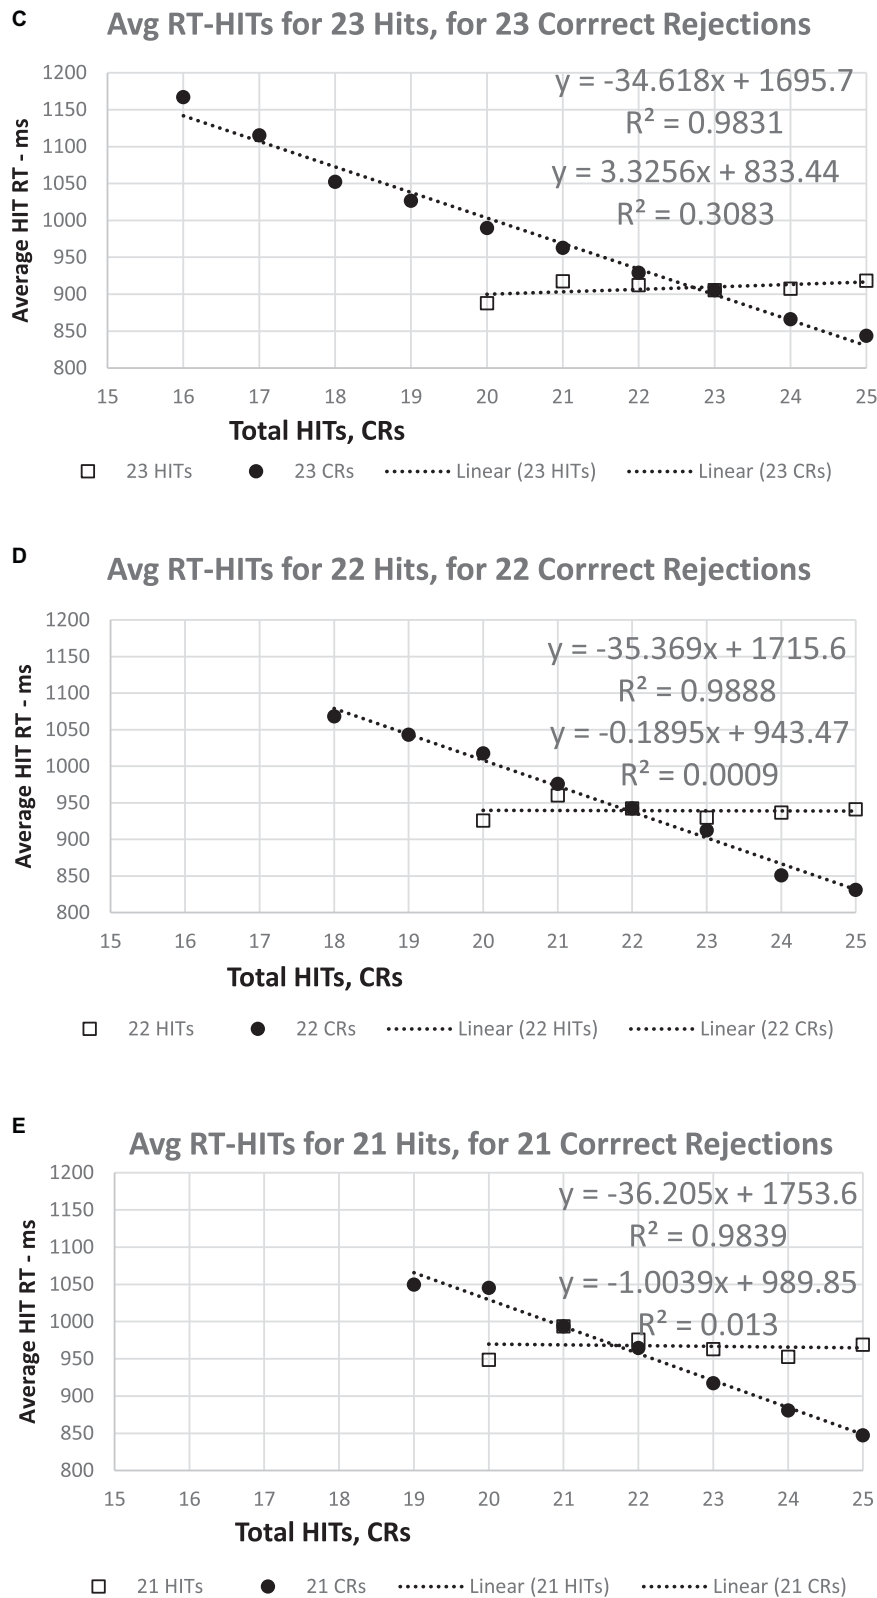 C
Avg RT-HITs for 23 Hits, for 23 Corrrect Rejections
1200
1150
1100
1050
1000
950
900
850
800
Average HIT RT - ms
y = -34.618x + 1695.7
R² = 0.9831
y = 3.3256x + 833.44
R² = 0.3083
15 16 17 18 19 20 21 22 23 24 25
Total HITs, CRs
23 HITs 23 CRs Linear (23 HITs) Linear (23 CRs)
D
Avg RT-HITs for 22 Hits, for 22 Corrrect Rejections
1200
1150
1100
1050
1000
950
900
850
800
Average HIT RT - ms
y = -35.369x + 1715.6
R² = 0.9888
y = -0.1895x + 943.47
R² = 0.0009
15 16 17 18 19 20 21 22 23 24 25
Total HITs, CRs
22 HITs 22 CRs Linear (22 HITs) Linear (22 CRs)
E
Avg RT-HITs for 21 Hits, for 21 Corrrect Rejections
1200
1150
1100
1050
1000
950
900
850
800
Average HIT RT - ms
y = -36.205x + 1753.6
R² = 0.9839
y = -1.0039x + 989.85
R² = 0.013
15 16 17 18 19 20 21 22 23 24 25
Total HITs, CRs
21 HITs 21 CRs Linear (21 HITs) Linear (21 CRs)